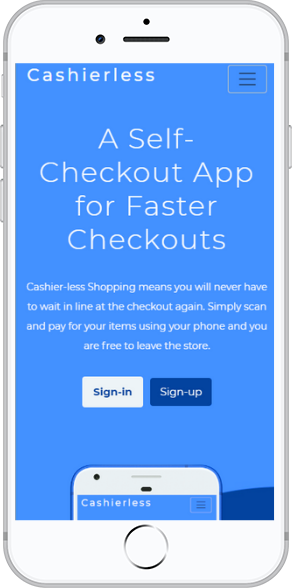 Cashierless
A Self-
Checkout App
for Faster
Checkouts
Cashier-less Shopping means you will never have
to wait in line at the checkout again. Simply scan
and pay for your items using your phone and you
are free to leave the store.
Sign-in Sign-up
Cashierless